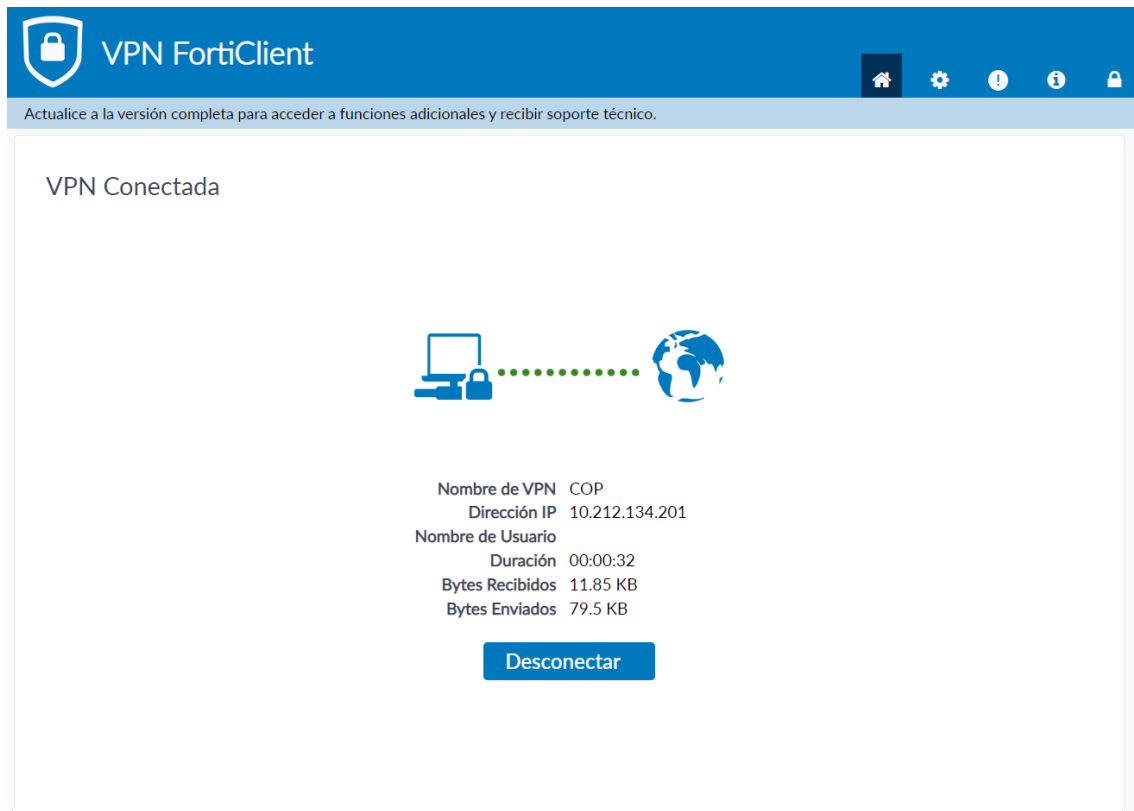 VPN FortiClient
Actualice a la versión completa para acceder a funciones adicionales y recibir soporte técnico.
VPN Conectada
Nombre de VPN COP
Dirección IP 10.212.134.201
Nombre de Usuario
Duración 00:00:32
Bytes Recibidos 11.85 KB
Bytes Enviados 79.5 KB
Desconectar